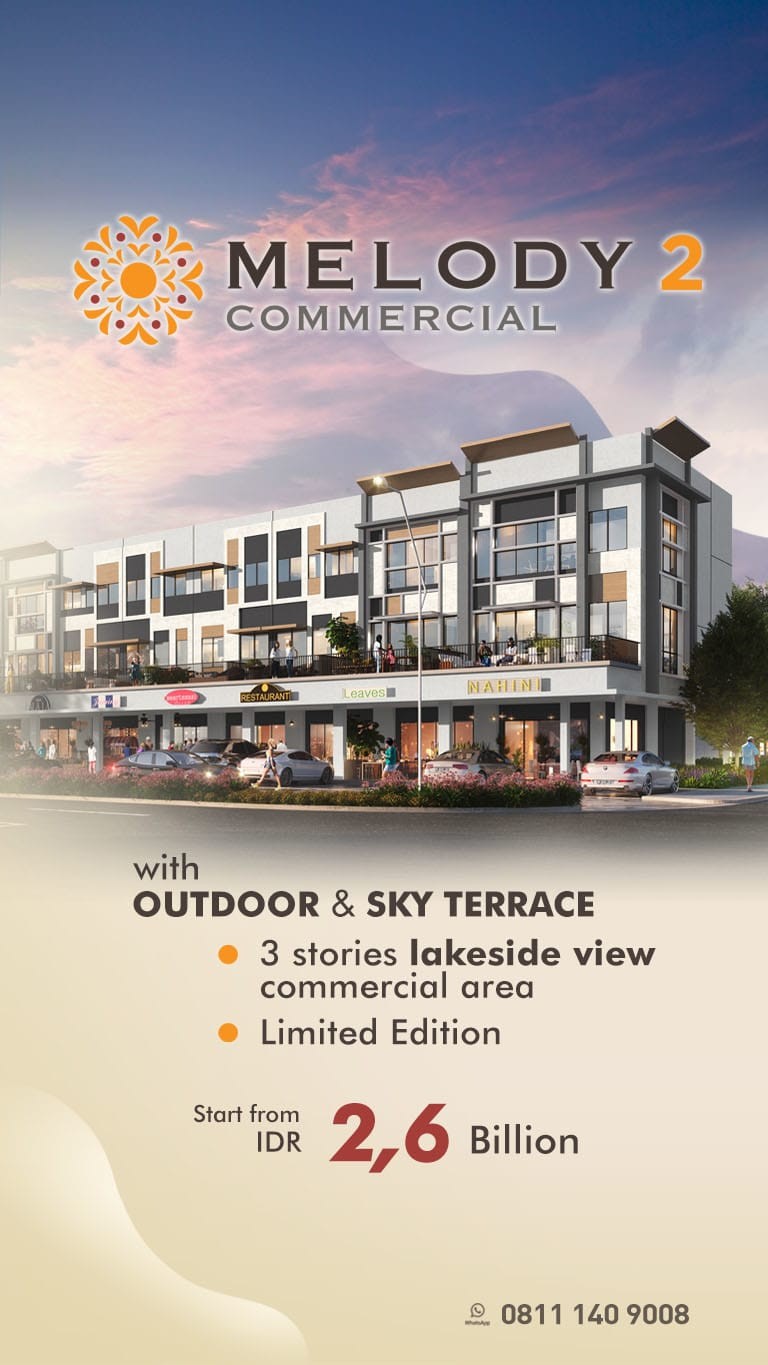 MELODY 2
COMMERCIAL
RESTAURANT
Leaves
NAHINI
with
OUTDOOR & SKY TERRACE
3 stories lakeside view
commercial area
Limited Edition
Start from
IDR 2,6 Billion
WhatsApp 0811 140 9008